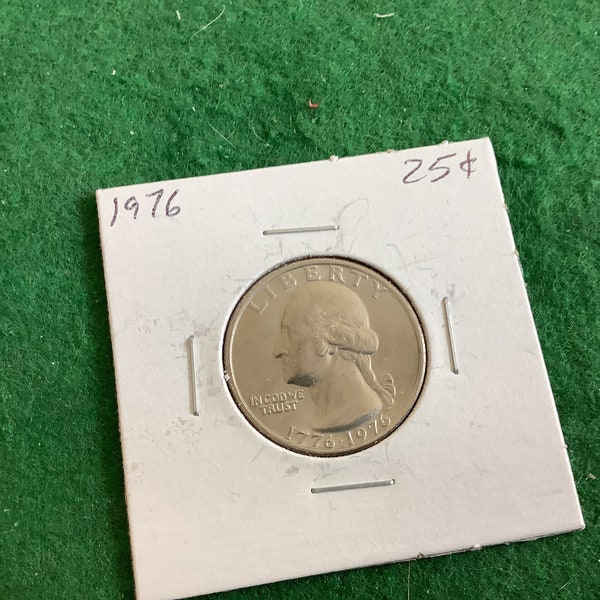 1976
25¢
LIBERTY
IN GOD WE
TRUST
1776·1976